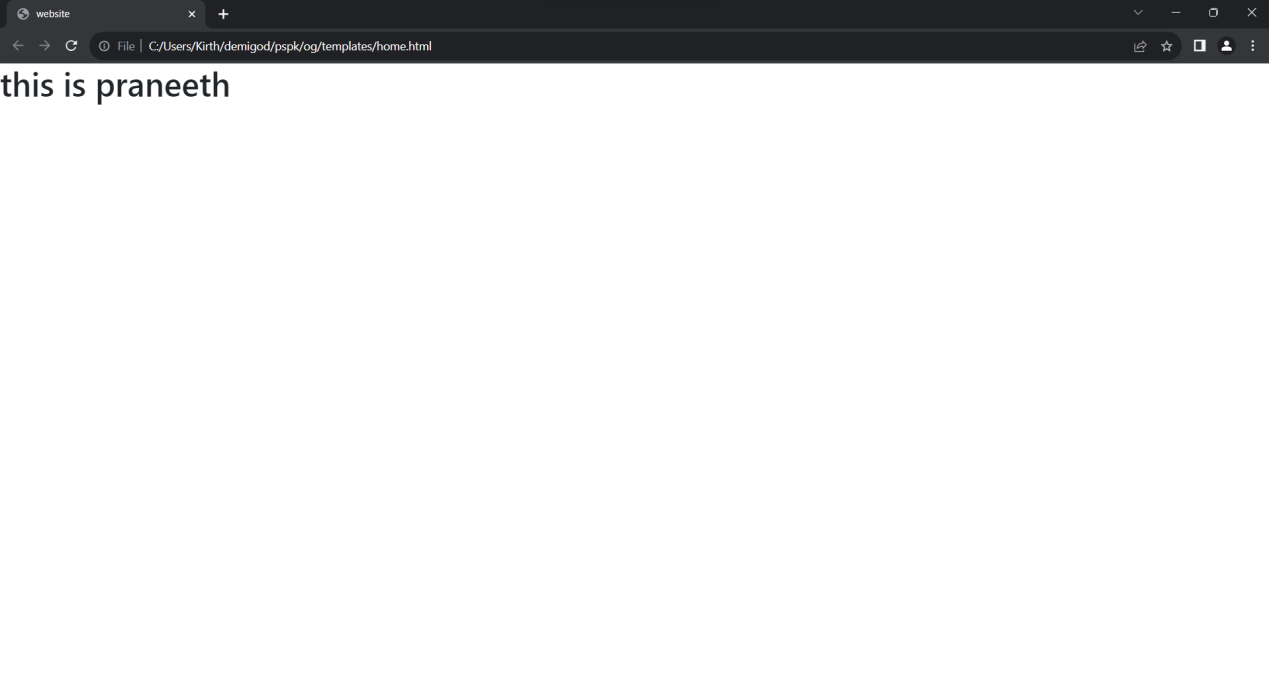 website
File
C:/Users/Kirth/demigod/pspk/og/templates/home.html
this is praneeth